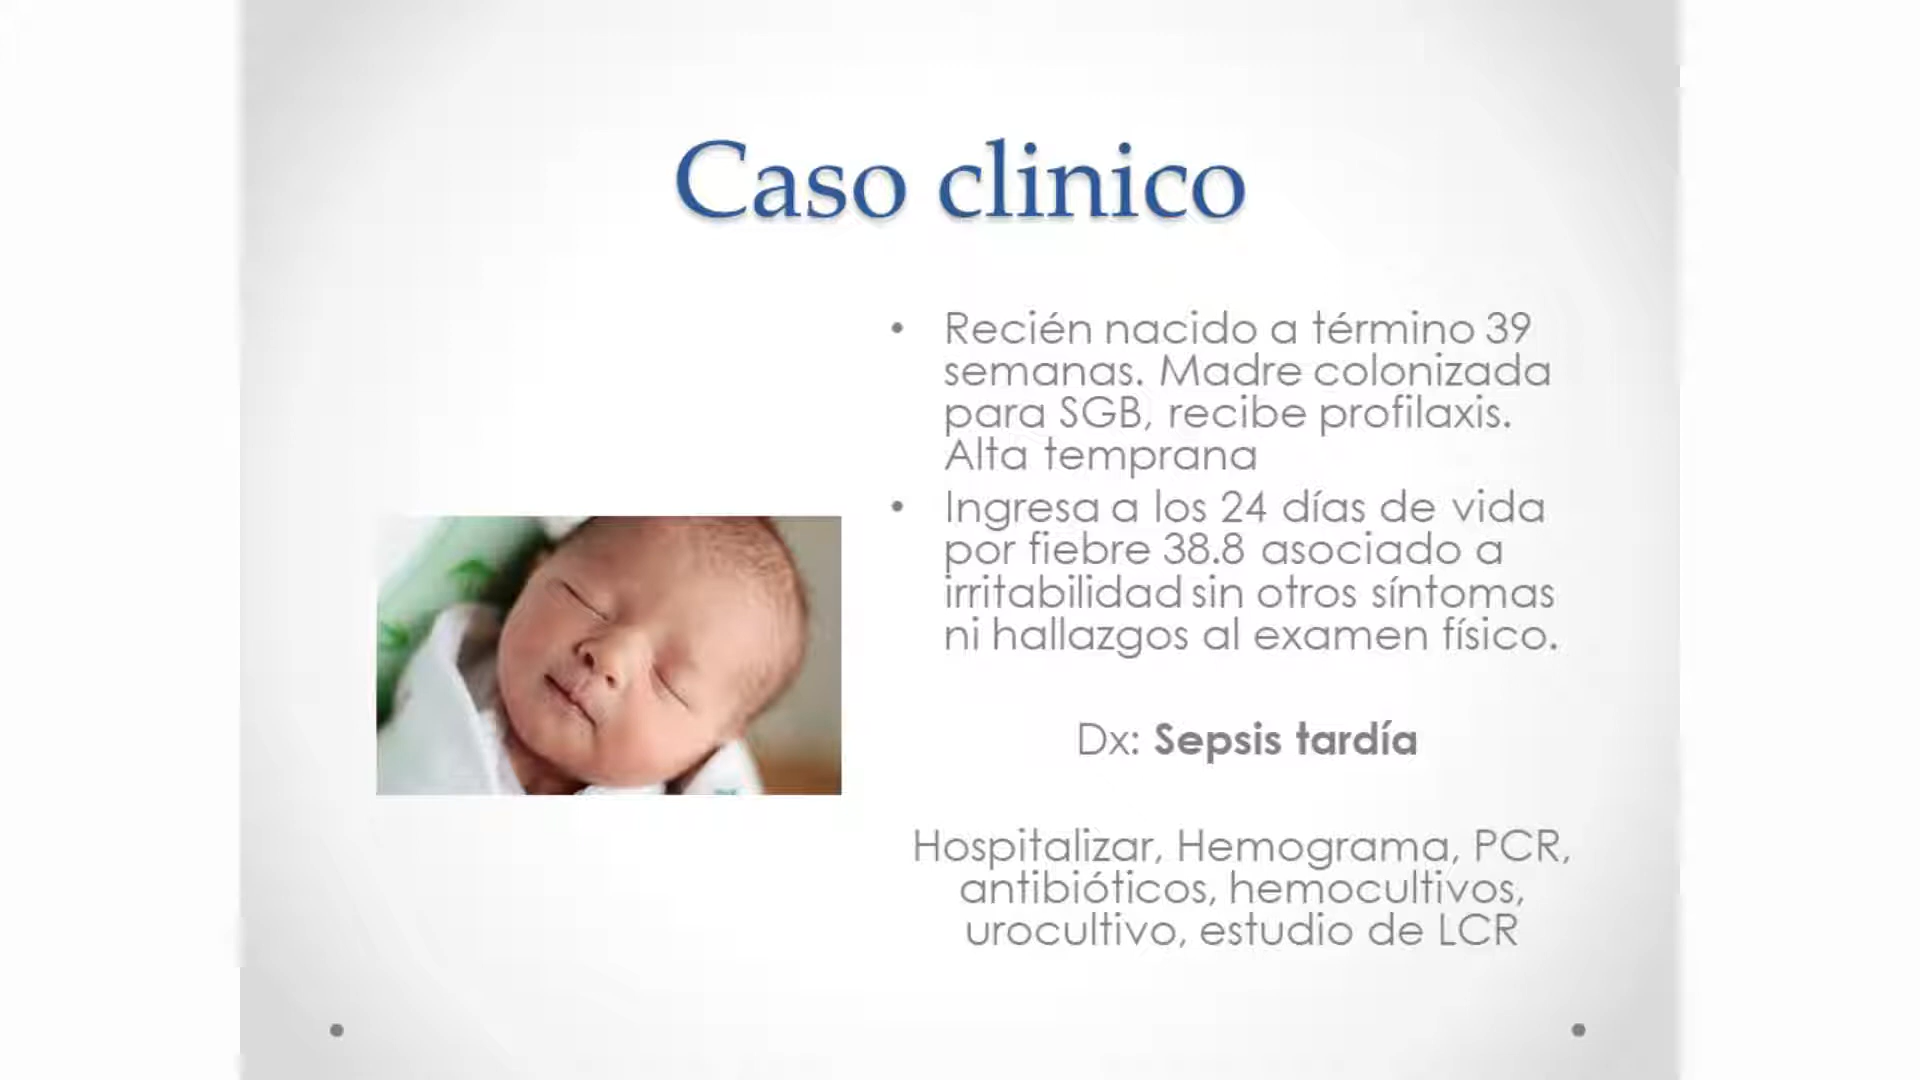 Caso clinico
• Recién nacido a término 39
semanas. Madre colonizada
para SGB, recibe profilaxis.
Alta temprana
• Ingresa a los 24 días de vida
por fiebre 38.8 asociado a
irritabilidad sin otros síntomas
ni hallazgos al examen físico.
Dx: Sepsis tardía
Hospitalizar, Hemograma, PCR,
antibióticos, hemocultivos,
urocultivo, estudio de LCR